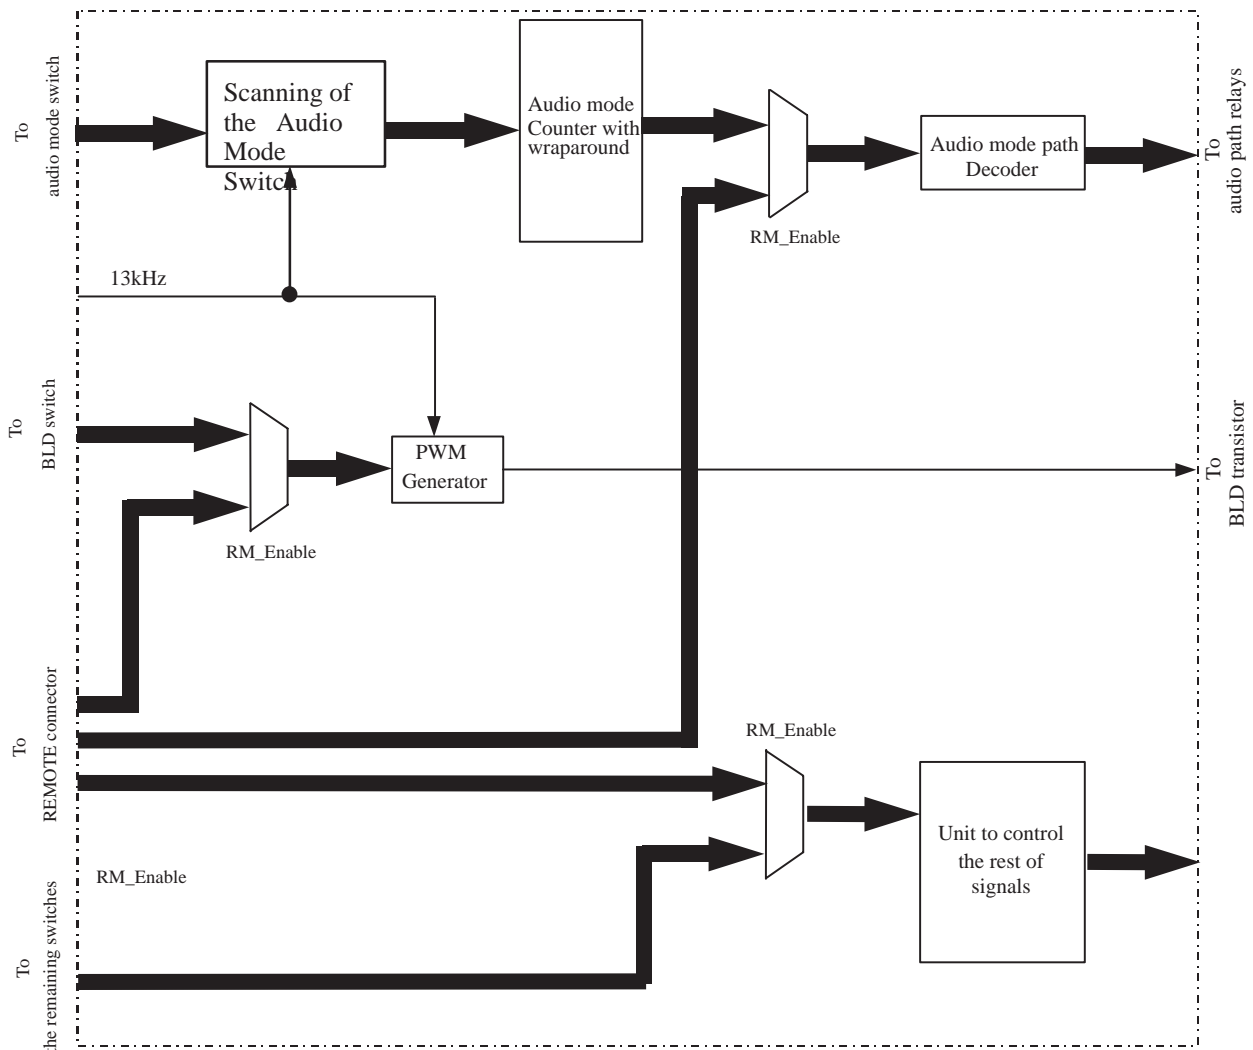 To
audio mode switch
Scanning of
the Audio
Mode
Switch
Audio mode
Counter with
wraparound
RM_Enable
Audio mode path
Decoder
To
audio path relays
13kHz
To
BLD switch
RM_Enable
PWM
Generator
To
BLD transistor
To
REMOTE connector
RM_Enable
RM_Enable
Unit to control
the rest of
signals
To
the remaining switches